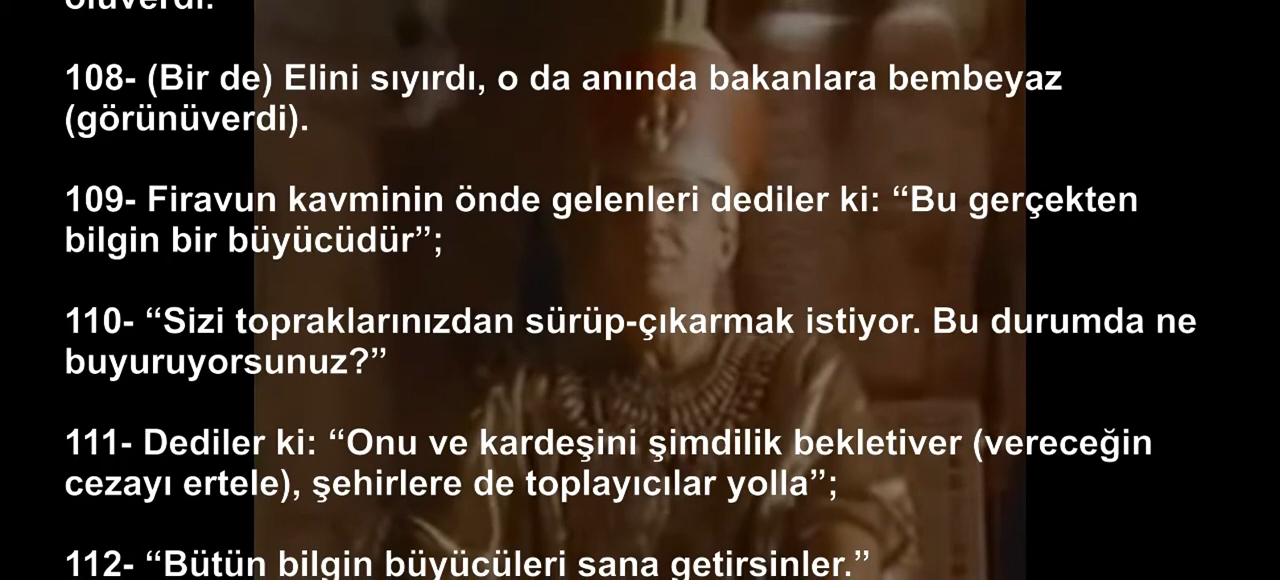 ölüverdi.
108- (Bir de) Elini sıyırdı, o da anında bakanlara bembeyaz
(görünüverdi).
109- Firavun kavminin önde gelenleri dediler ki: “Bu gerçekten
bilgin bir büyücüdür”;
110- “Sizi topraklarınızdan sürüp-çıkarmak istiyor. Bu durumda ne
buyuruyorsunuz?”
111- Dediler ki: “Onu ve kardeşini şimdilik bekletiver (vereceğin
cezayı ertele), şehirlere de toplayıcılar yolla”;
112- “Bütün bilgin büyücüleri sana getirsinler.”